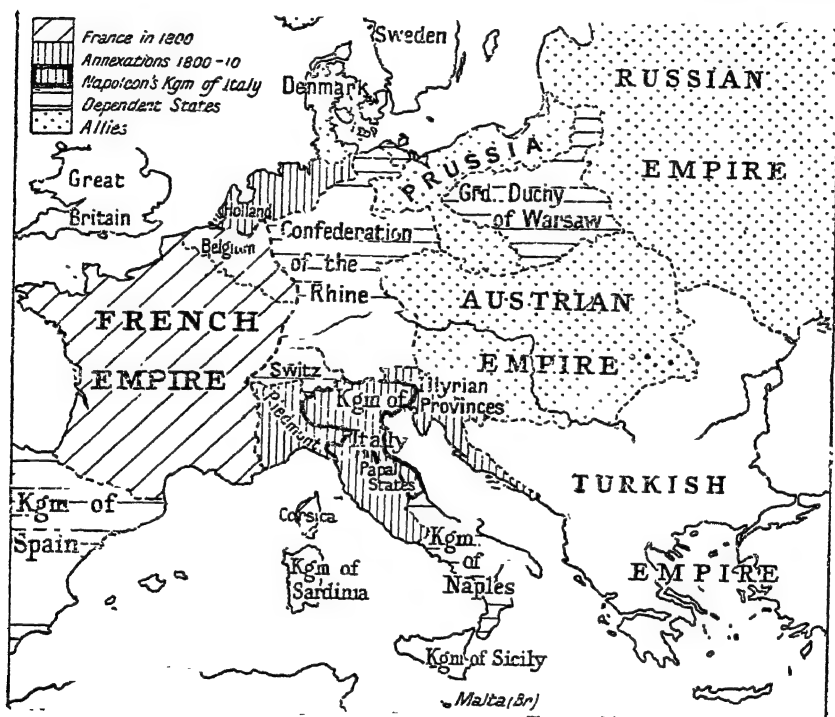 France in 1800
Annexations 1800-10
Napoleon's Kgm of Italy
Dependent States
Allies
Sweden
Denmark
RUSSIAN
EMPIRE
PRUSSIA
Great
Britain
Holland
Belgium
Grd. Duchy
of Warsaw
Confederation
of the
Rhine
FRENCH
EMPIRE
AUSTRIAN
EMPIRE
Switz
Piedmont
Kgm of
Italy
Illyrian
Provinces
Papal
States
TURKISH
EMPIRE
Kgm of
Spain
Corsica
Kgm of
Sardinia
Kgm.
of
Naples
Kgm of Sicily
Malta (Br)